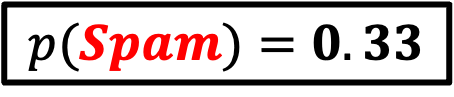 p(Spam) = 0.33